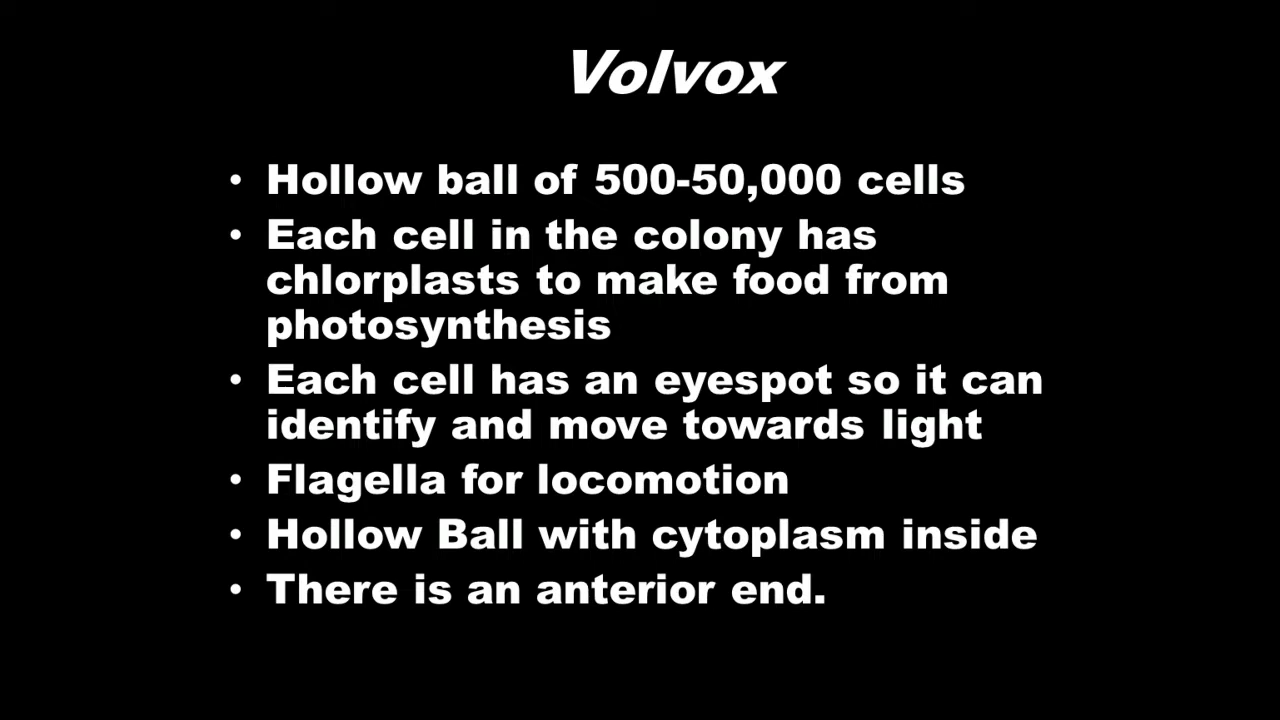 Volvox
• Hollow ball of 500-50,000 cells
• Each cell in the colony has
chlorplasts to make food from
photosynthesis
• Each cell has an eyespot so it can
identify and move towards light
• Flagella for locomotion
• Hollow Ball with cytoplasm inside
• There is an anterior end.